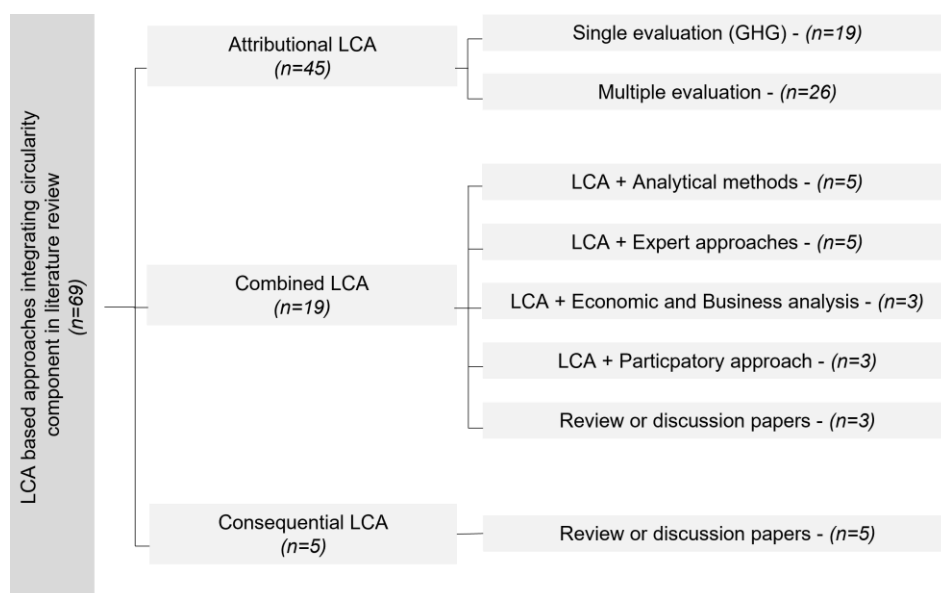 LCA based approaches integrating circularity
component in literature review
(n=69)
Attributional LCA
(n=45)
Single evaluation (GHG) - (n=19)
Multiple evaluation - (n=26)
Combined LCA
(n=19)
LCA + Analytical methods - (n=5)
LCA + Expert approaches - (n=5)
LCA + Economic and Business analysis - (n=3)
LCA + Particpatory approach - (n=3)
Review or discussion papers - (n=3)
Consequential LCA
(n=5)
Review or discussion papers - (n=5)